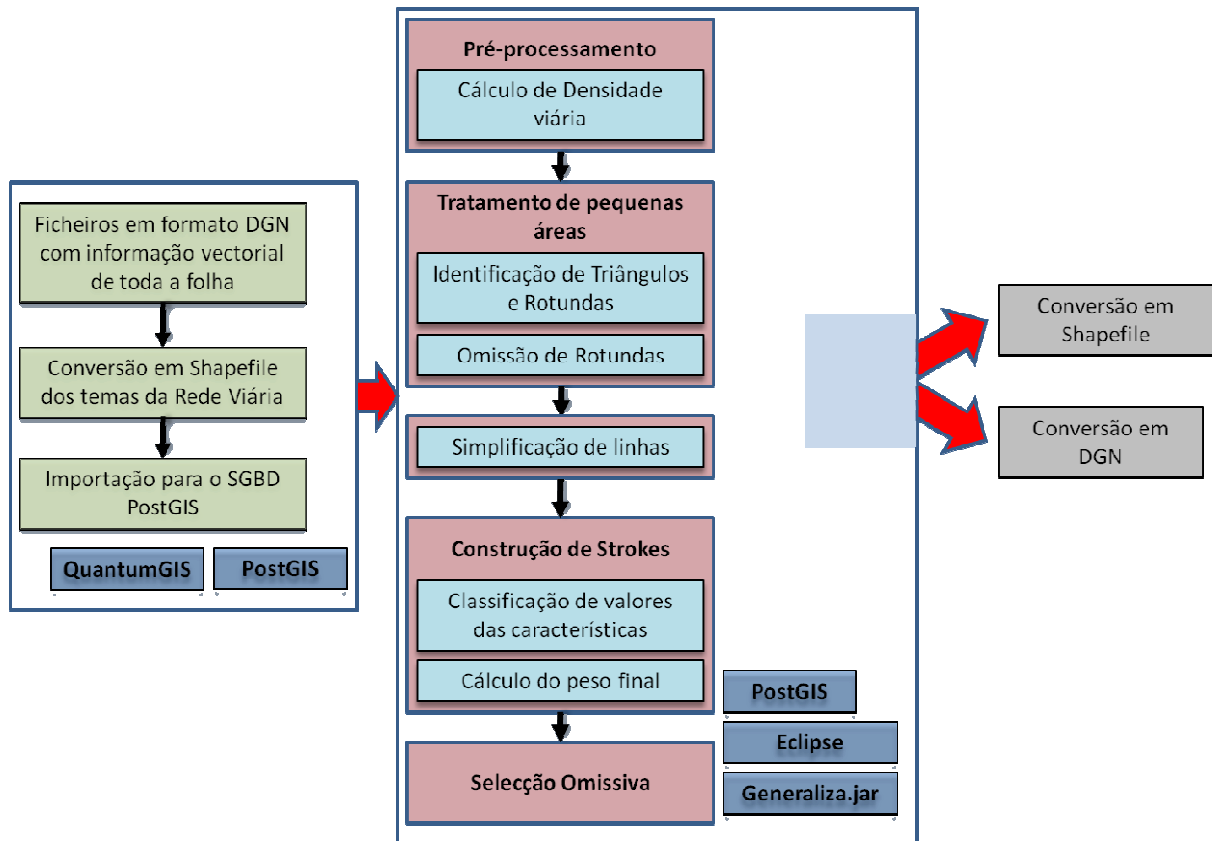 Ficheiros em formato DGN
com informação vectorial
de toda a folha
Conversão em Shapefile
dos temas da Rede Viária
Importação para o SGBD
PostGIS
QuantumGIS
PostGIS
Pré-processamento
Cálculo de Densidade
viária
Tratamento de pequenas
áreas
Identificação de Triângulos
e Rotundas
Omissão de Rotundas
Simplificação de linhas
Construção de Strokes
Classificação de valores
das características
Cálculo do peso final
Selecção Omissiva
PostGIS
Eclipse
Generaliza.jar
Conversão em
Shapefile
Conversão em
DGN